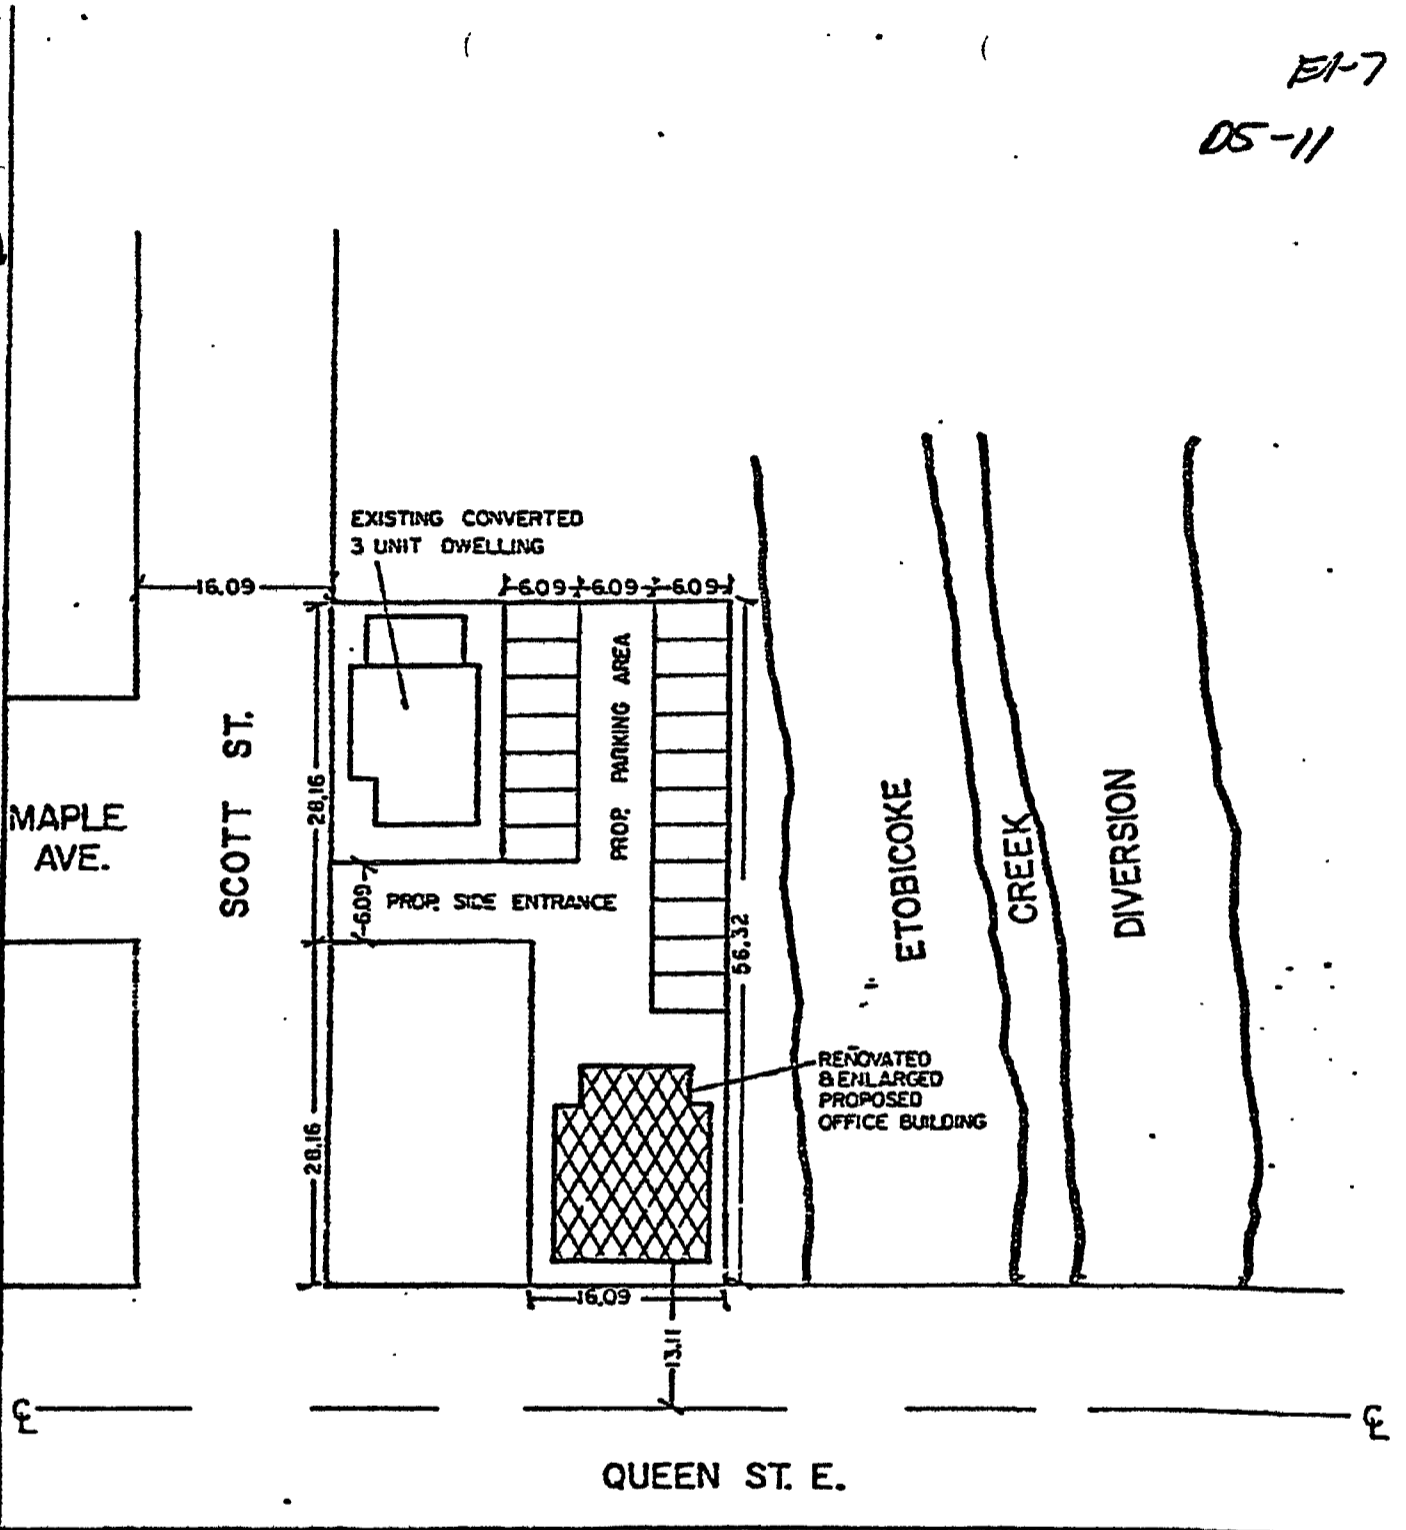 E1-7
D5-11
EXISTING CONVERTED
3 UNIT DWELLING
16.09
6.09
6.09
6.09
PROP. PARKING AREA
SCOTT ST.
28.16
MAPLE
AVE.
6.09
PROP. SIDE ENTRANCE
56.32
ETOBICOKE
CREEK
DIVERSION
RENOVATED
& ENLARGED
PROPOSED
OFFICE BUILDING
28.16
16.09
13.11
℄
℄
QUEEN ST. E.